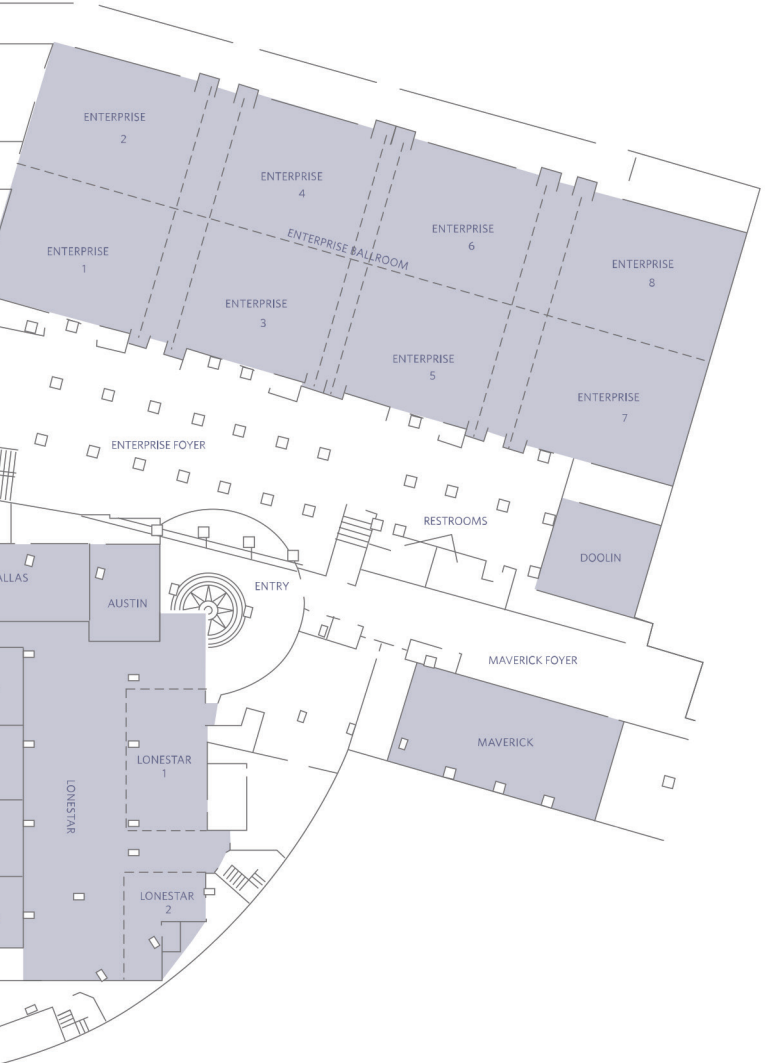 ENTERPRISE
2
ENTERPRISE
4
ENTERPRISE
6
ENTERPRISE
8
ENTERPRISE BALLROOM
ENTERPRISE
1
ENTERPRISE
3
ENTERPRISE
5
ENTERPRISE
7
ENTERPRISE FOYER
RESTROOMS
DOOLIN
ALLAS
AUSTIN
ENTRY
MAVERICK FOYER
MAVERICK
LONESTAR
LONESTAR
1
LONESTAR
2